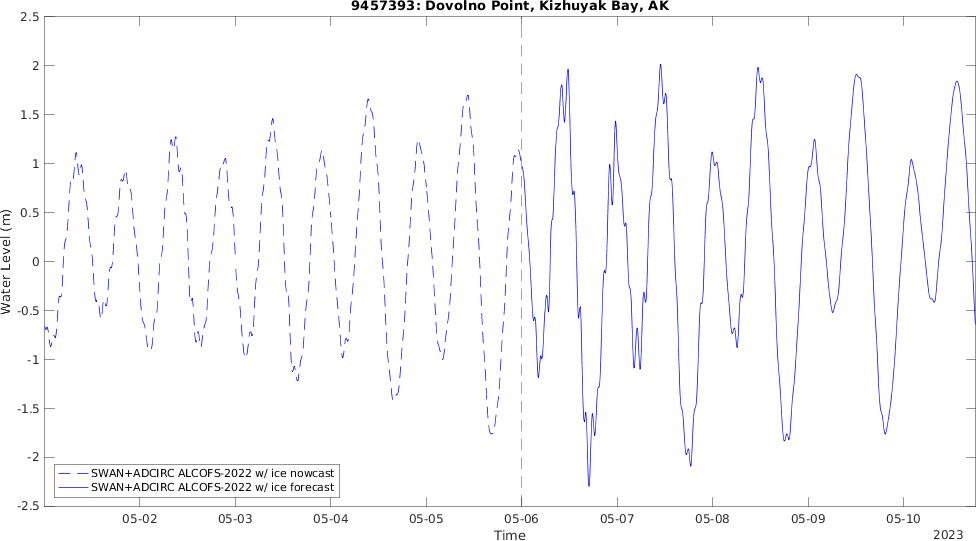 9457393: Dovolno Point, Kizhuyak Bay, AK
Water Level (m)
2.5
2
1.5
1
0.5
0
-0.5
-1
-1.5
-2
-2.5
SWAN+ADCIRC ALCOFS-2022 w/ ice nowcast
SWAN+ADCIRC ALCOFS-2022 w/ ice forecast
05-02 05-03 05-04 05-05 05-06 05-07 05-08 05-09 05-10
Time
2023